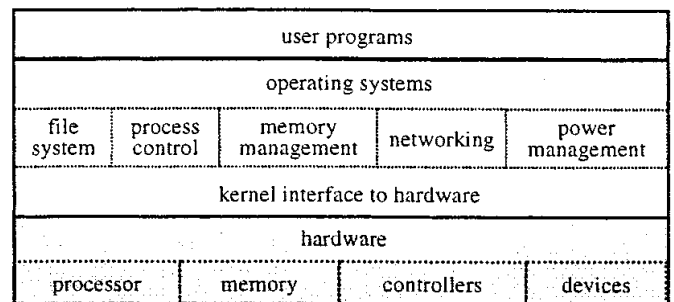 user programs
operating systems
file system
process control
memory management
networking
power management
kernel interface to hardware
hardware
processor memory controllers devices